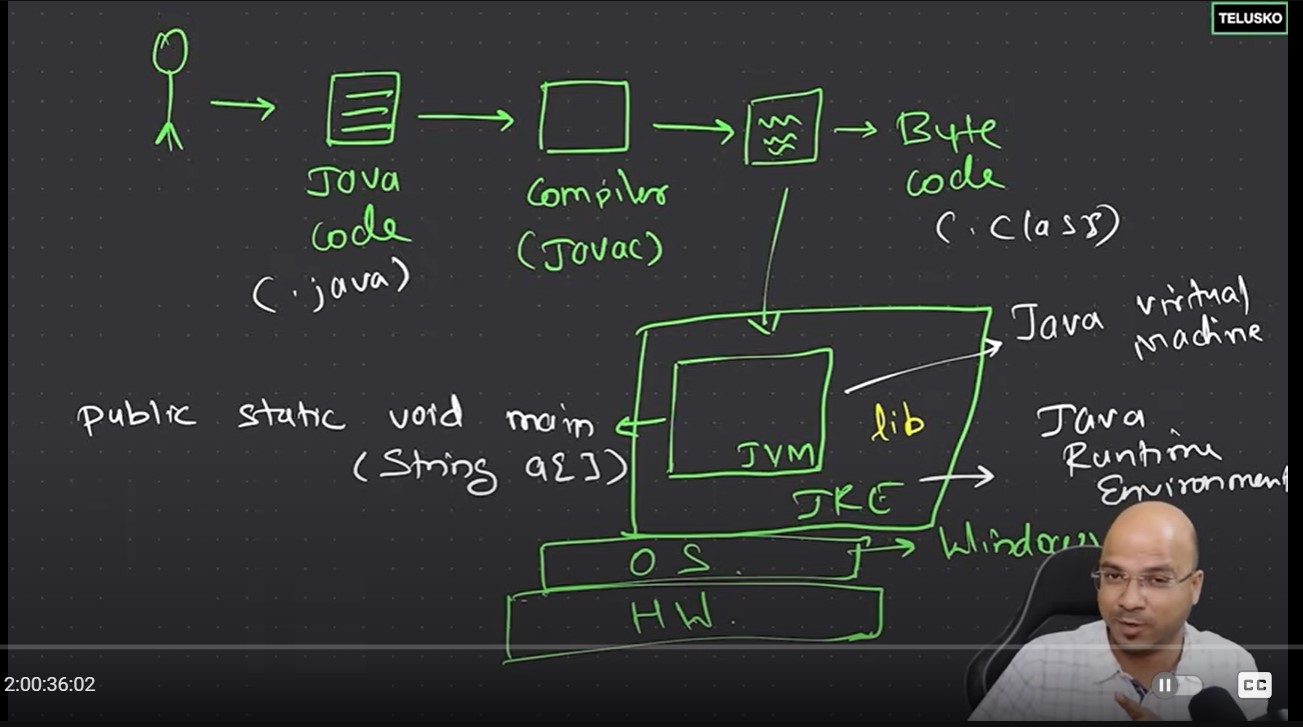 TELUSKO
Java
code
(.java)
Compiler
(Javac)
Byte
code
(.class)
Java virtual
Machine
public static void main
(String a[])
lib
JVM
Java
Runtime
Environment
JRE
OS.
Windows
HW.
2:00:36:02
CC